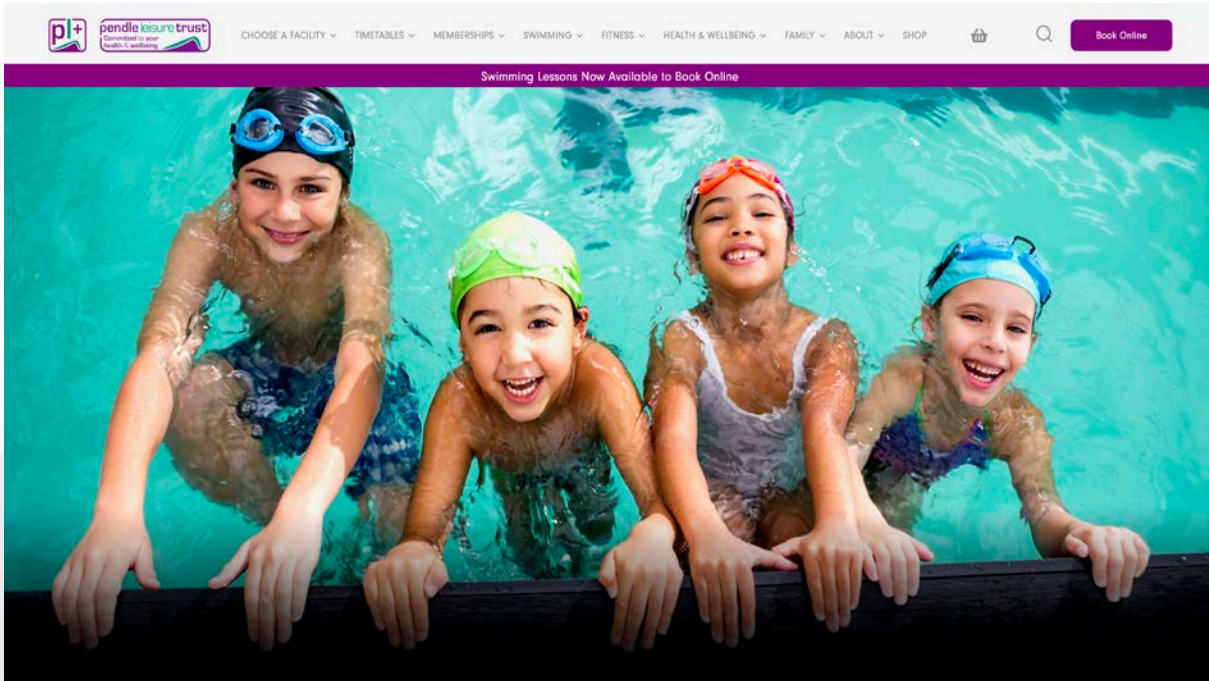 pl+
pendle leisure trust
Committed to your
health & wellbeing
CHOOSE A FACILITY
TIMETABLES
MEMBERSHIPS
SWIMMING
FITNESS
HEALTH & WELLBEING
FAMILY
ABOUT
SHOP
Book Online
Swimming Lessons Now Available to Book Online